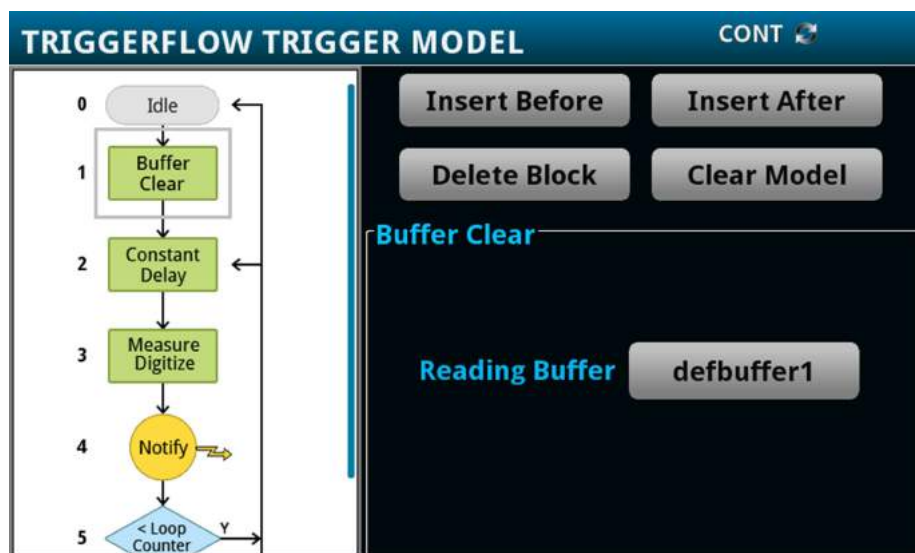 TRIGGERFLOW TRIGGER MODEL
CONT
0
Idle
1
Buffer
Clear
2
Constant
Delay
3
Measure
Digitize
4
Notify
5
< Loop
Counter
Y
Insert Before
Insert After
Delete Block
Clear Model
Buffer Clear
Reading Buffer
defbuffer1